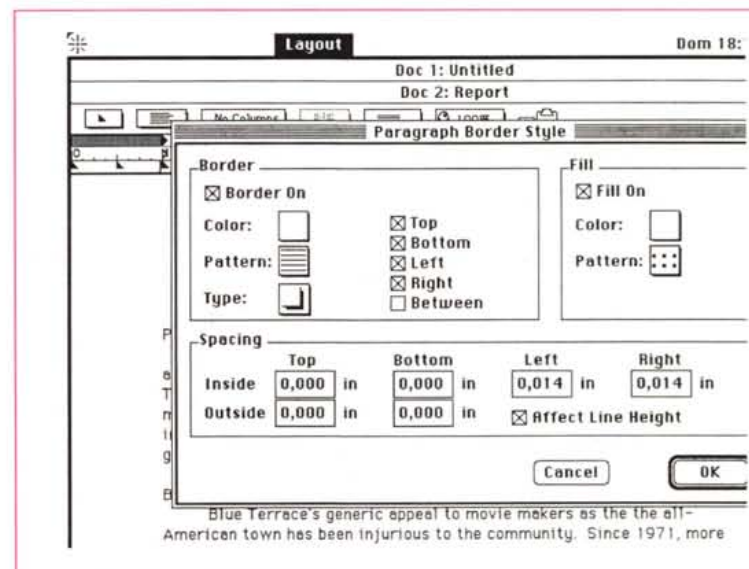 Layout
Dom 18:
Doc 1: Untitled
Doc 2: Report
No Columns
100%
Paragraph Border Style
0
Border
Border On
Color:
Pattern:
Type:
Top
Bottom
Left
Right
Between
Fill
Fill On
Color:
Pattern:
Spacing
Top Bottom Left Right
Inside 0,000 in 0,000 in 0,014 in 0,014 in
Outside 0,000 in 0,000 in Affect Line Height
Cancel OK
Blue Terrace's generic appeal to movie makers as the the all-
American town has been injurious to the community. Since 1971, more